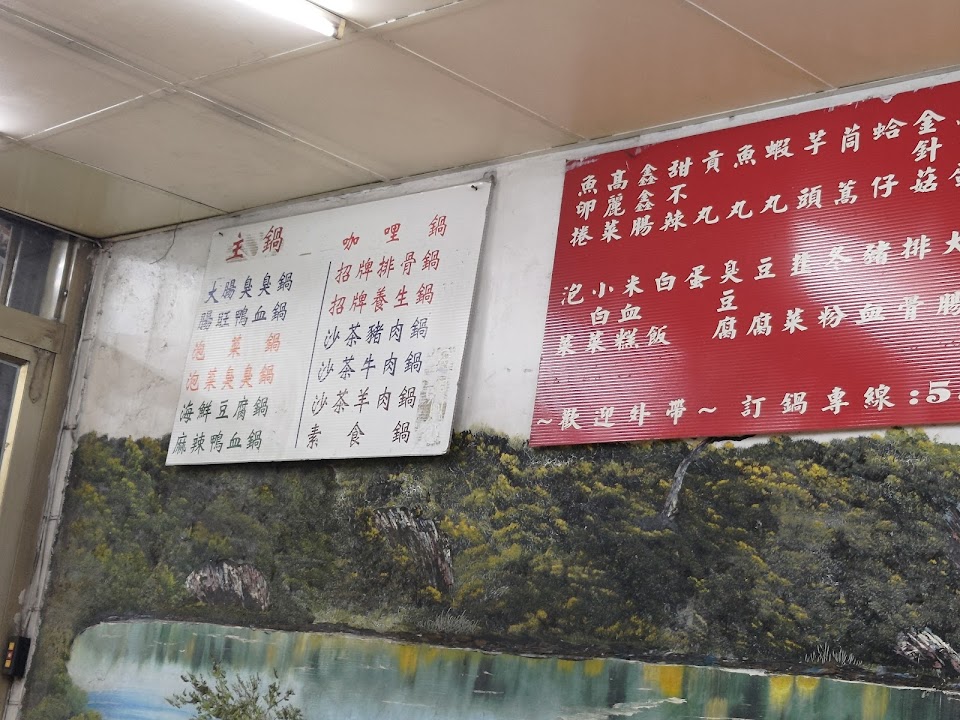 主鍋
大腸臭臭鍋
腸旺鴨血鍋
泡菜鍋
泡菜臭臭鍋
海鮮豆腐鍋
麻辣鴨血鍋
咖哩鍋
招牌排骨鍋
招牌養生鍋
沙茶豬肉鍋
沙茶牛肉鍋
沙茶羊肉鍋
素食鍋
魚卵捲
高麗菜
鑫鑫腸
甜不辣
貢丸
魚丸
蝦丸
芋頭
茼蒿
蛤仔
金針菇
泡菜
小白菜
米血糕
白飯
蛋
臭豆腐
豆腐
冬粉
豬血
排骨
~歡迎外帶~ 訂鍋專線:5